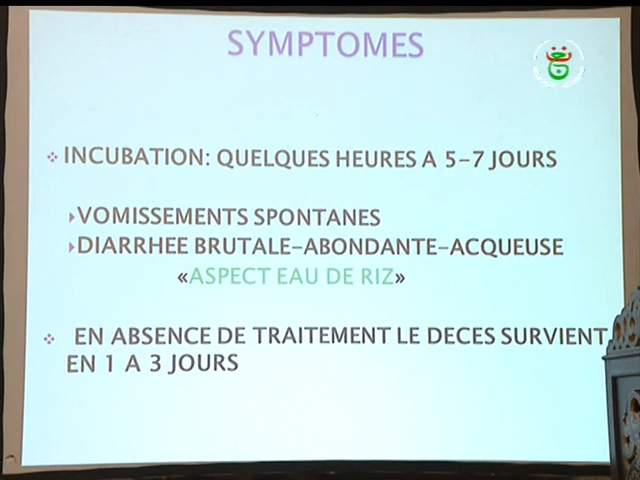 SYMPTOMES
INCUBATION: QUELQUES HEURES A 5-7 JOURS
VOMISSEMENTS SPONTANES
DIARRHEE BRUTALE-ABONDANTE-ACQUEUSE
«ASPECT EAU DE RIZ»
EN ABSENCE DE TRAITEMENT LE DECES SURVIENT
EN 1 A 3 JOURS